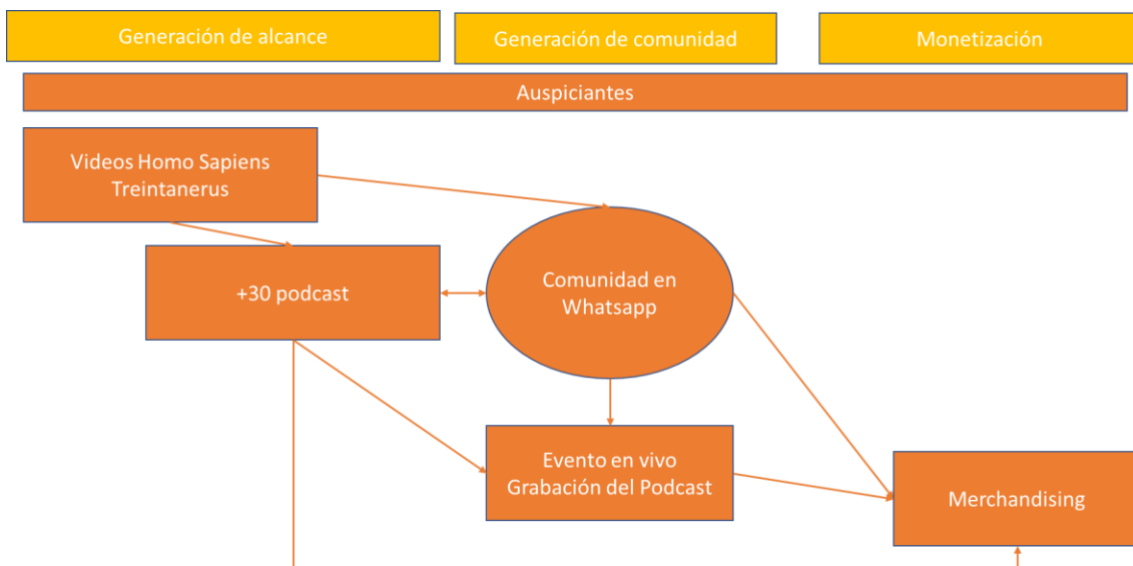 Generación de alcance
Generación de comunidad
Monetización
Auspiciantes
Videos Homo Sapiens
Treintanerus
+30 podcast
Comunidad en
Whatsapp
Evento en vivo
Grabación del Podcast
Merchandising